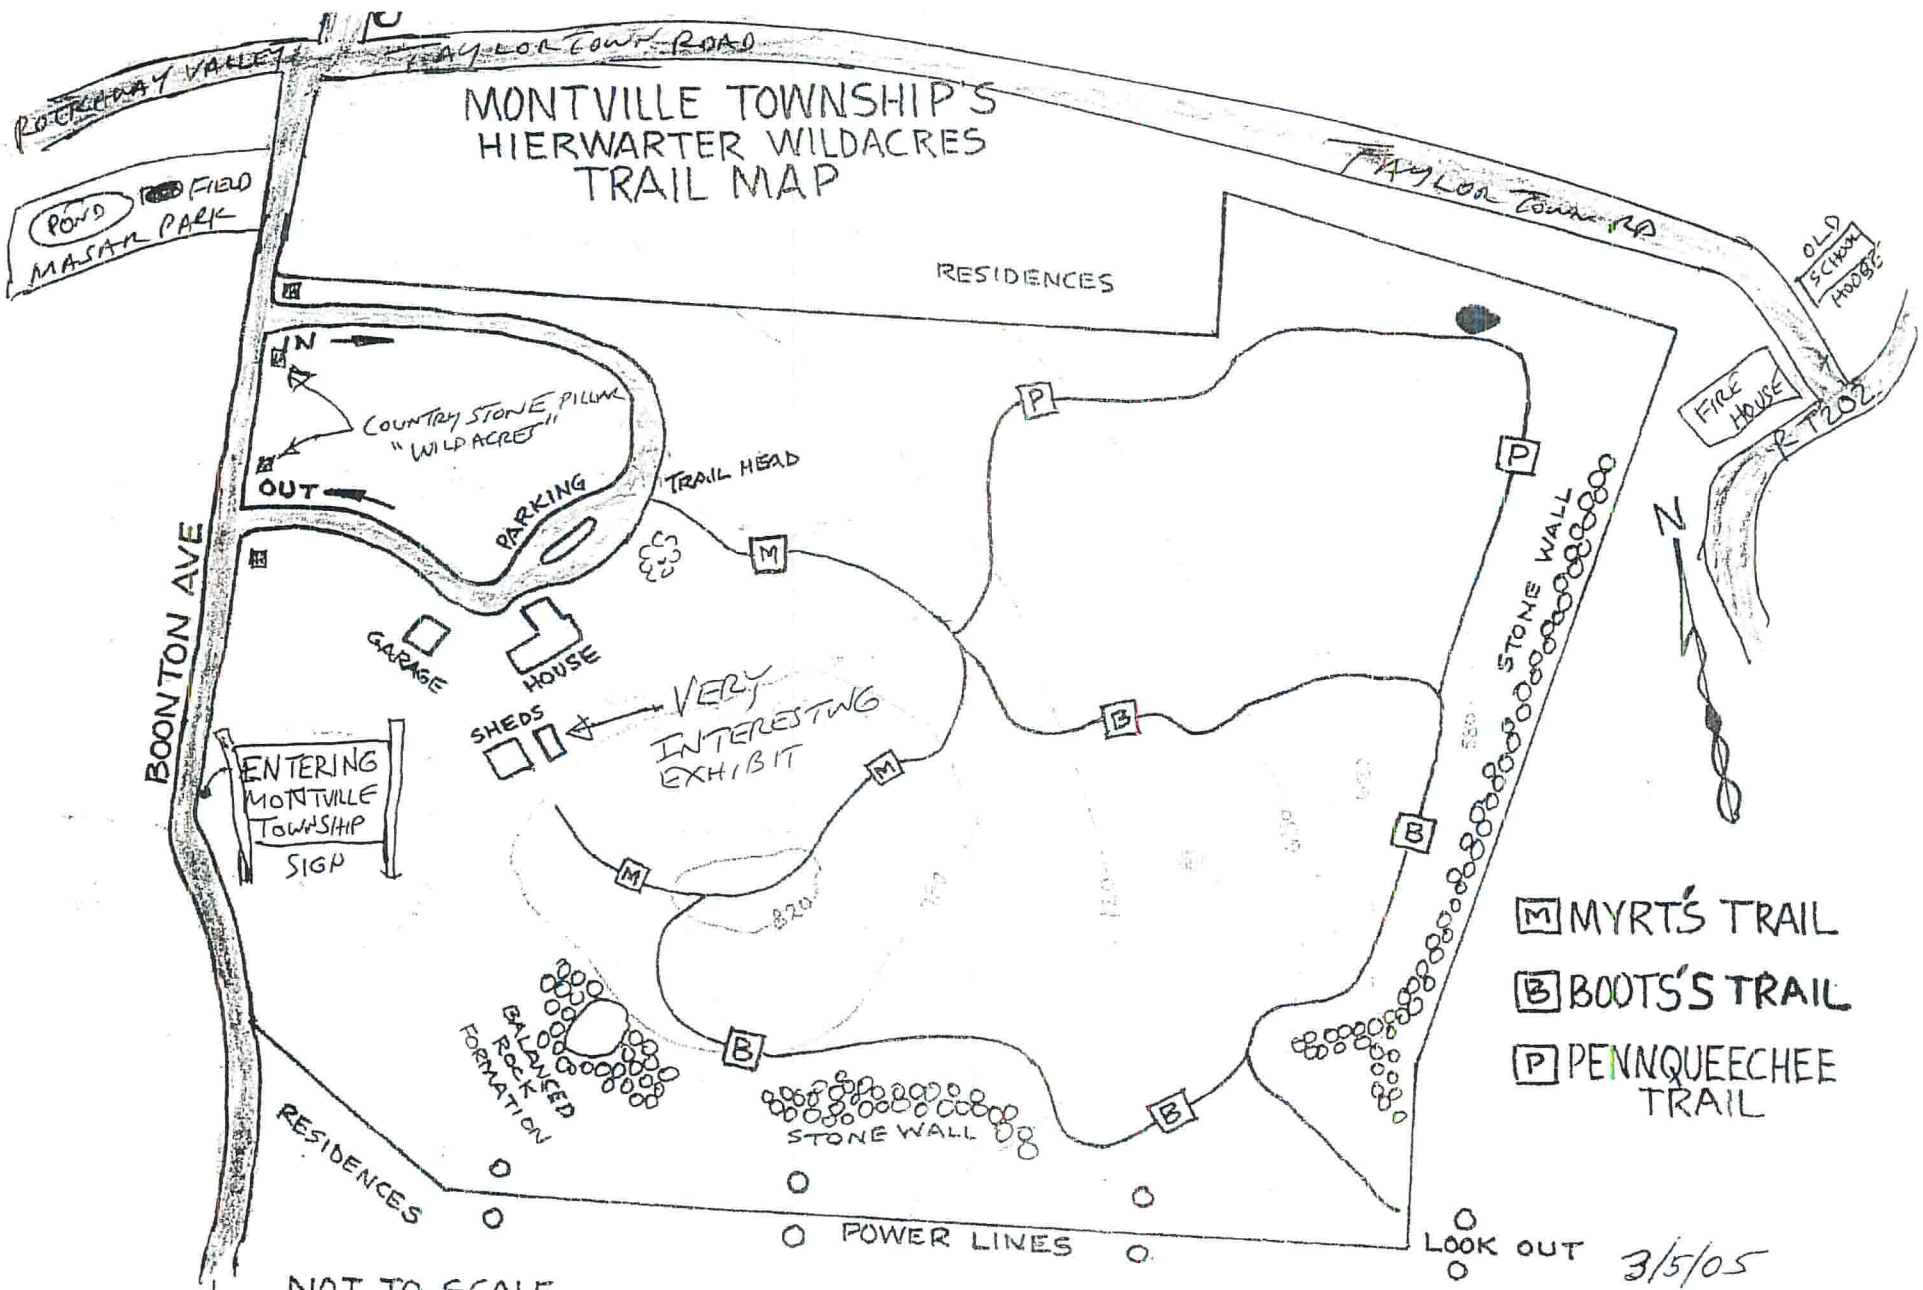 ROCKAWAY VALLEY
TAYLORTOWN ROAD
MONTVILLE TOWNSHIP'S
HIERWARTER WILDACRES
TRAIL MAP
TAYLOR TOWN RD
OLD
SCHOOL
HOUSE
POND
FIELD
MASAR PARK
RESIDENCES
IN
COUNTRY STONE PILLAR
"WILDACRES"
OUT
PARKING
TRAIL HEAD
P
P
FIRE
HOUSE
RT 202
N
M
STONE WALL
BOONTON AVE
GARAGE
HOUSE
SHEDS
VERY
INTERESTING
EXHIBIT
B
M
B
ENTERING
MONTVILLE
TOWNSHIP
SIGN
M
820
M MYRT'S TRAIL
B BOOTS'S TRAIL
P PENNQUEECHEE
TRAIL
BALANCED
ROCK
FORMATION
B
B
STONE WALL
RESIDENCES
POWER LINES
LOOK OUT
3/5/05
NOT TO SCALE